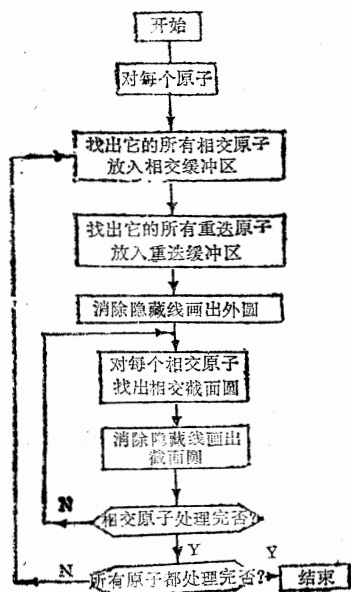 开始
对每个原子
找出它的所有相交原子
放入相交缓冲区
找出它的所有重迭原子
放入重迭缓冲区
消除隐藏线画出外圆
对每个相交原子
找出相交截面圆
消除隐藏线画出
截面圆
N
相交原子处理完否?
Y
N
所有原子都处理完否?
Y
结束